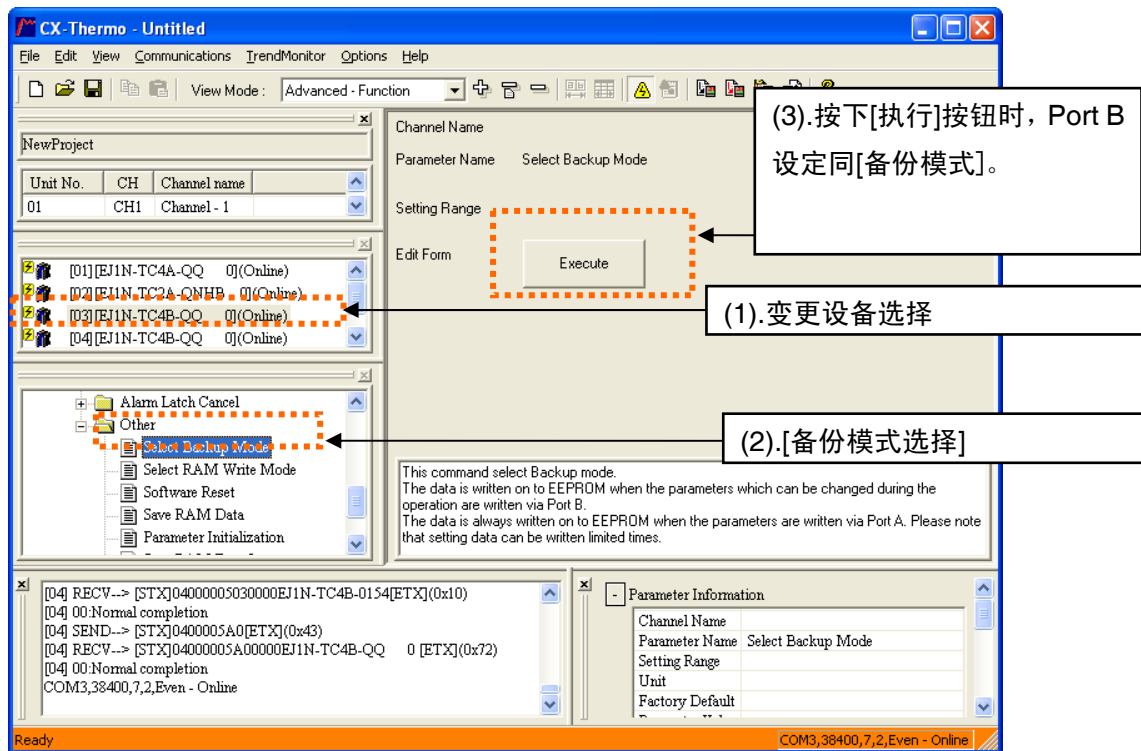 CX-Thermo - Untitled
File Edit View Communications TrendMonitor Options Help
View Mode : Advanced - Function
(3).按下[执行]按钮时，Port B
设定同[备份模式]。
NewProject
Unit No. CH Channel name
01 CH1 Channel - 1
Channel Name
Parameter Name Select Backup Mode
Setting Range
Edit Form Execute
[01][EJ1N-TC4A-QQ 0](Online)
[02][EJ1N-TC2A-QNHB 0](Online)
[03][EJ1N-TC4B-QQ 0](Online)
[04][EJ1N-TC4B-QQ 0](Online)
(1).变更设备选择
Alarm Latch Cancel
Other
Select Backup Mode
Select RAM Write Mode
Software Reset
Save RAM Data
Parameter Initialization
(2).[备份模式选择]
This command select Backup mode.
The data is written on to EEPROM when the parameters which can be changed during the
operation are written via Port B.
The data is always written on to EEPROM when the parameters are written via Port A. Please note
that setting data can be written limited times.
[04] RECV--> [STX]04000005030000EJ1N-TC4B-0154[ETX](0x10)
[04] 00:Normal completion
[04] SEND--> [STX]0400005A0[ETX](0x43)
[04] RECV--> [STX]04000005A00000EJ1N-TC4B-QQ 0 [ETX](0x72)
[04] 00:Normal completion
COM3,38400,7,2,Even - Online
Parameter Information
Channel Name
Parameter Name Select Backup Mode
Setting Range
Unit
Factory Default
Ready
COM3,38400,7,2,Even - Online